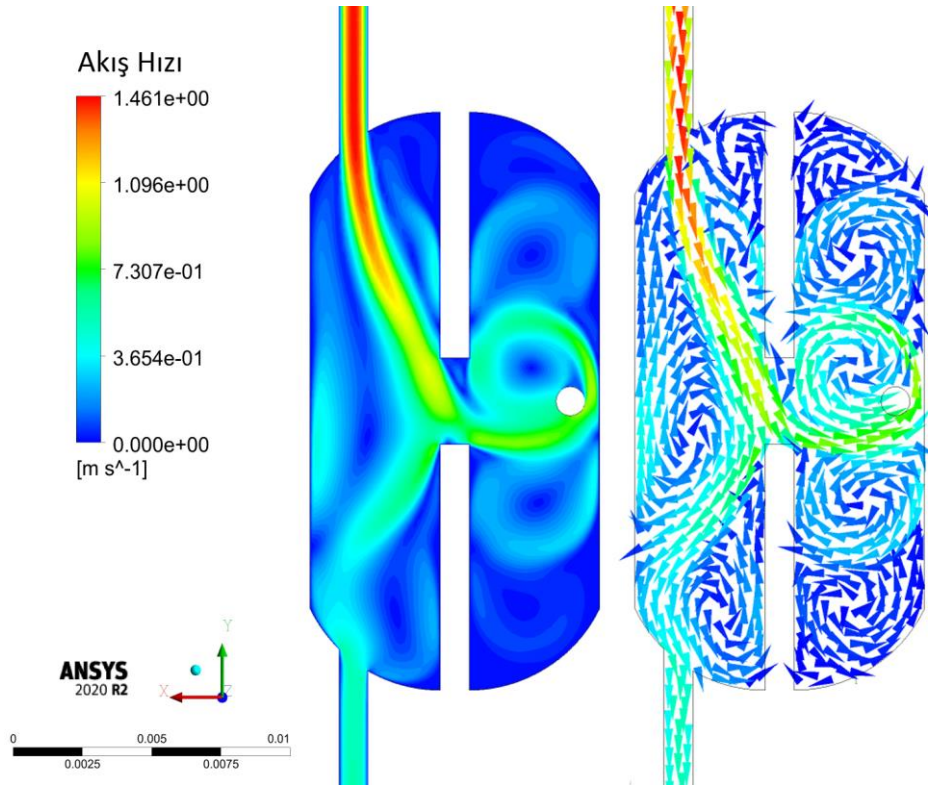 Akış Hızı
1.461e+00
1.096e+00
7.307e-01
3.654e-01
0.000e+00
[m s^-1]
Y
X
Z
ANSYS
2020 R2
0 0.005 0.01
0.0025 0.0075